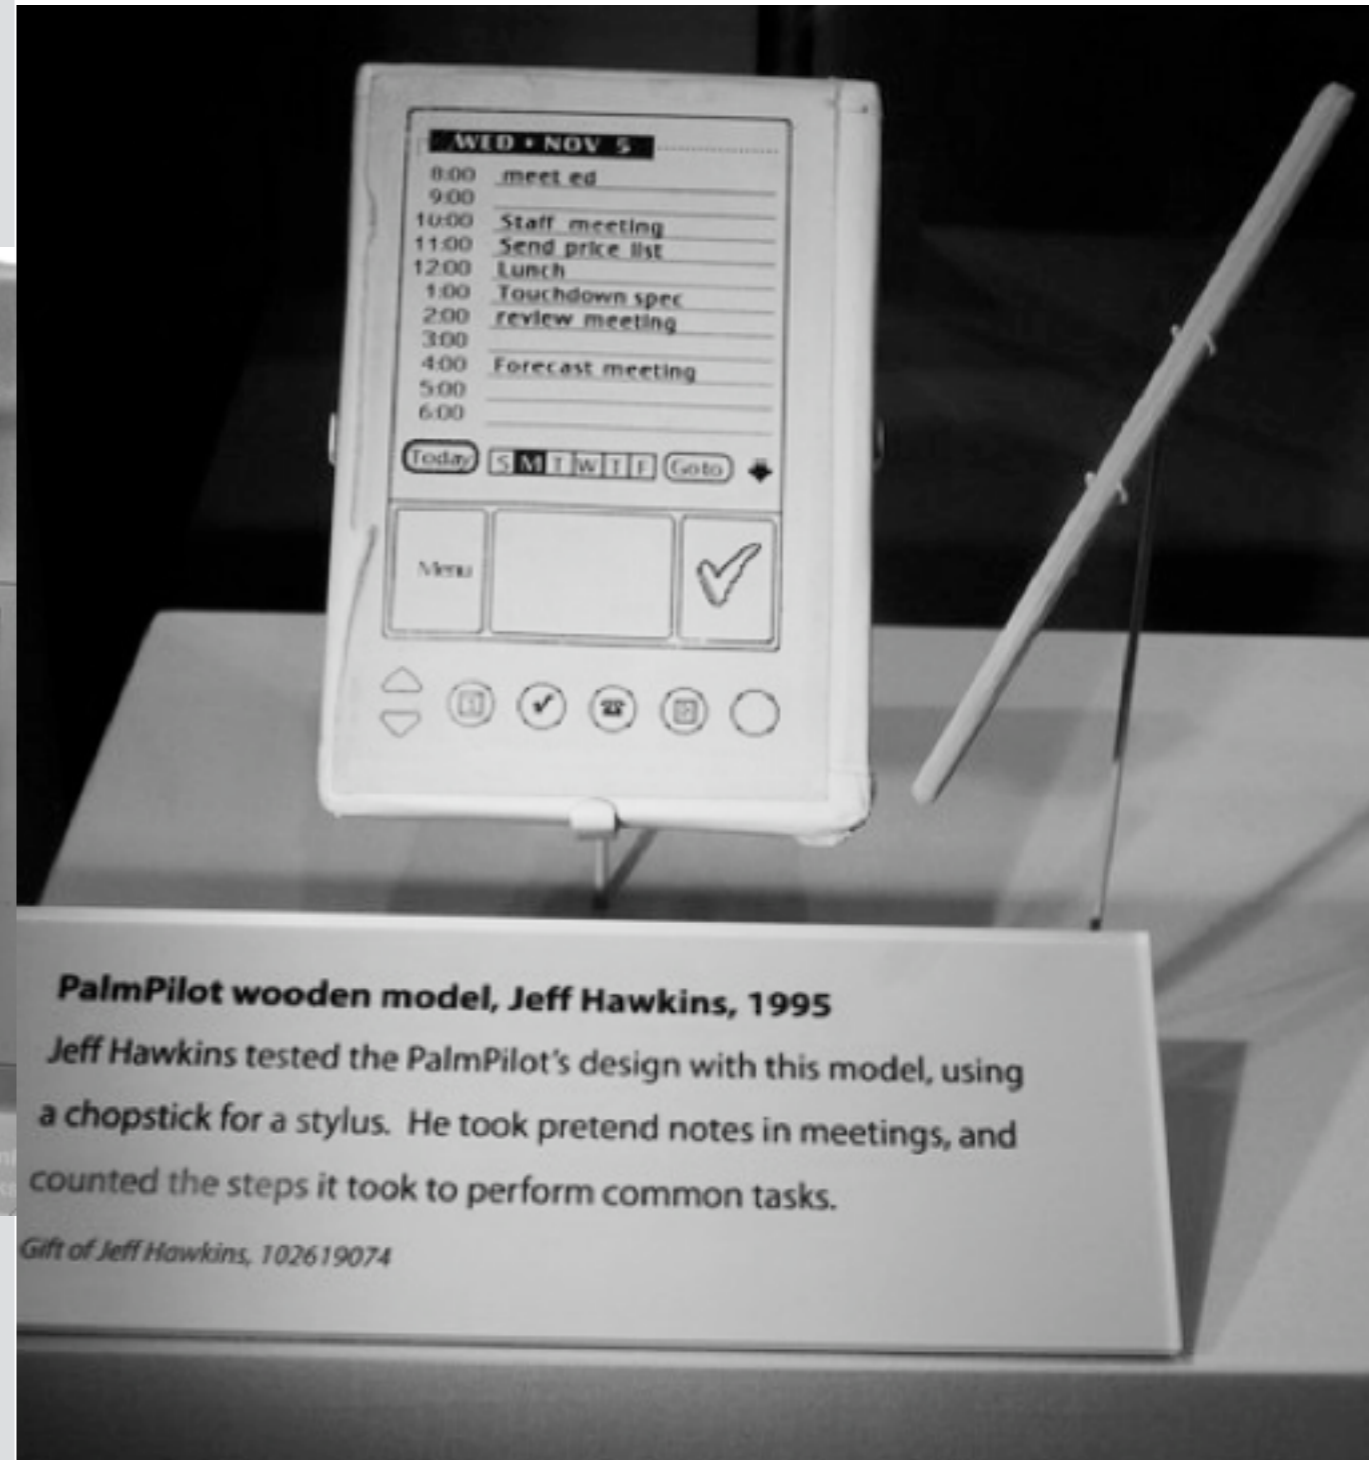 WED • NOV 5
8:00 meet ed
9:00
10:00 Staff meeting
11:00 Send price list
12:00 Lunch
1:00 Touchdown spec
2:00 review meeting
3:00
4:00 Forecast meeting
5:00
6:00
Today S M T W T F Go to
Menu
PalmPilot wooden model, Jeff Hawkins, 1995
Jeff Hawkins tested the PalmPilot's design with this model, using
a chopstick for a stylus. He took pretend notes in meetings, and
counted the steps it took to perform common tasks.
Gift of Jeff Hawkins, 102619074